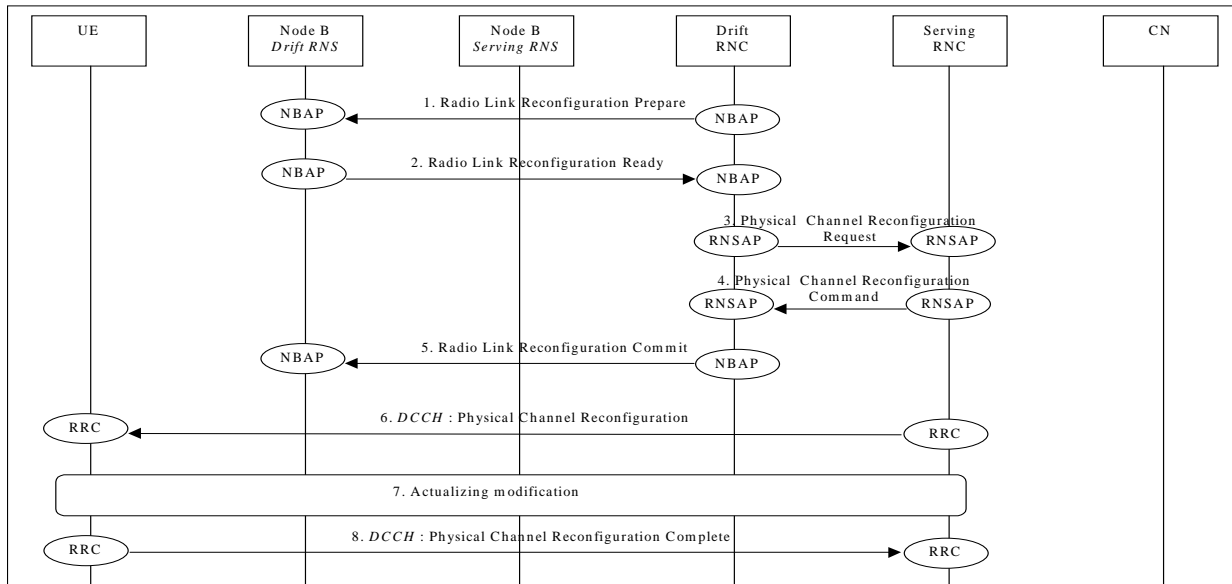 UE
Node B
Drift RNS
Node B
Serving RNS
Drift
RNC
Serving
RNC
CN
1. Radio Link Reconfiguration Prepare
NBAP
NBAP
2. Radio Link Reconfiguration Ready
NBAP
NBAP
3. Physical Channel Reconfiguration
Request
RNSAP
RNSAP
4. Physical Channel Reconfiguration
Command
RNSAP
RNSAP
5. Radio Link Reconfiguration Commit
NBAP
NBAP
6. DCCH : Physical Channel Reconfiguration
RRC
RRC
7. Actualizing modification
8. DCCH : Physical Channel Reconfiguration Complete
RRC
RRC